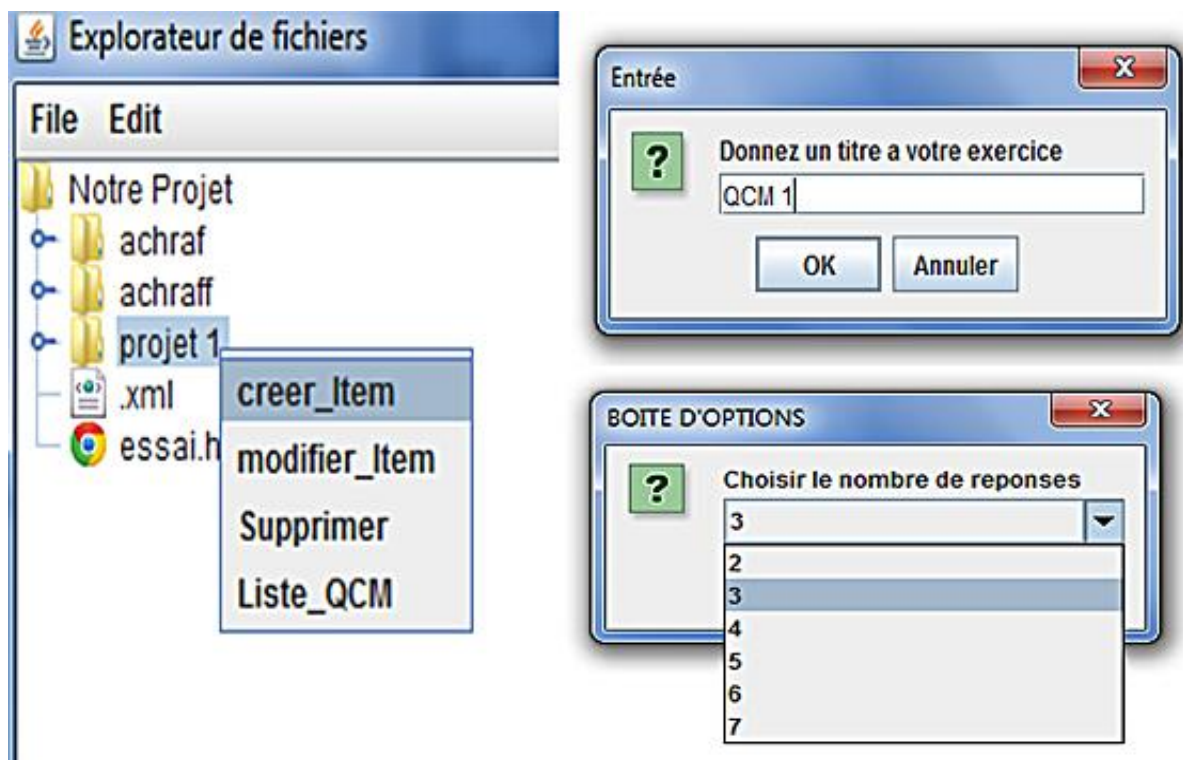 Explorateur de fichiers
File Edit
Notre Projet
achraf
achraff
projet 1
.xml
essai.h
creer_Item
modifier_Item
Supprimer
Liste_QCM
Entrée
Donnez un titre a votre exercice
QCM 1
OK Annuler
BOITE D'OPTIONS
Choisir le nombre de reponses
3
2
3
4
5
6
7